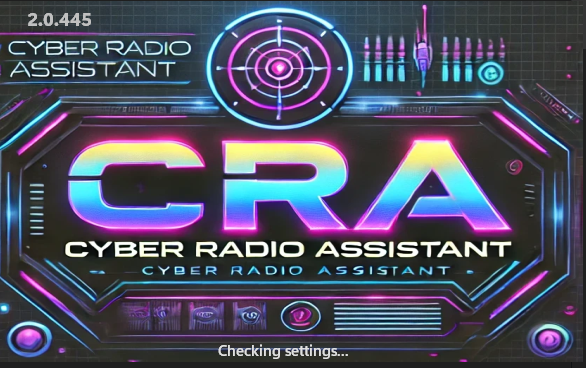 2.0.445
CYBER RADIO
ASSISTANT
CRA
CYBER RADIO ASSISTANT
CYBER RADIO ASSISTANT
Checking settings...